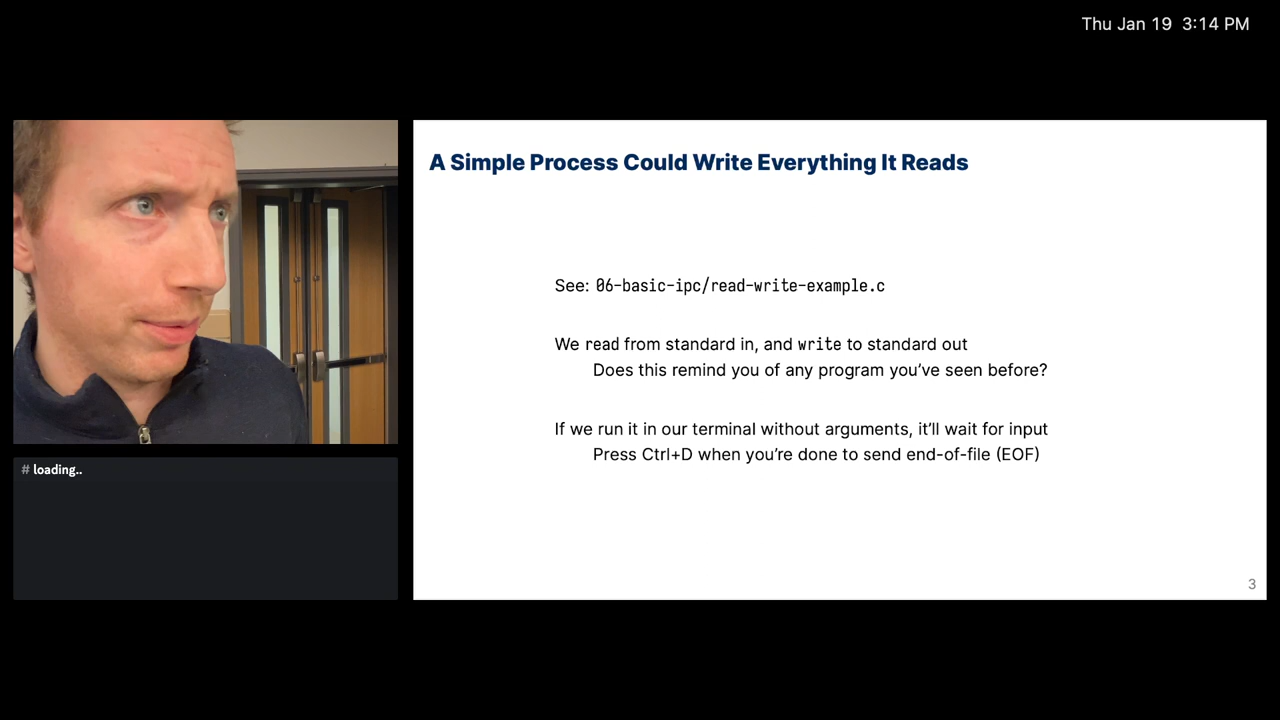 Thu Jan 19 3:14 PM
A Simple Process Could Write Everything It Reads
See: 06-basic-ipc/read-write-example.c
We read from standard in, and write to standard out
Does this remind you of any program you’ve seen before?
If we run it in our terminal without arguments, it’ll wait for input
Press Ctrl+D when you’re done to send end-of-file (EOF)
# loading..
3